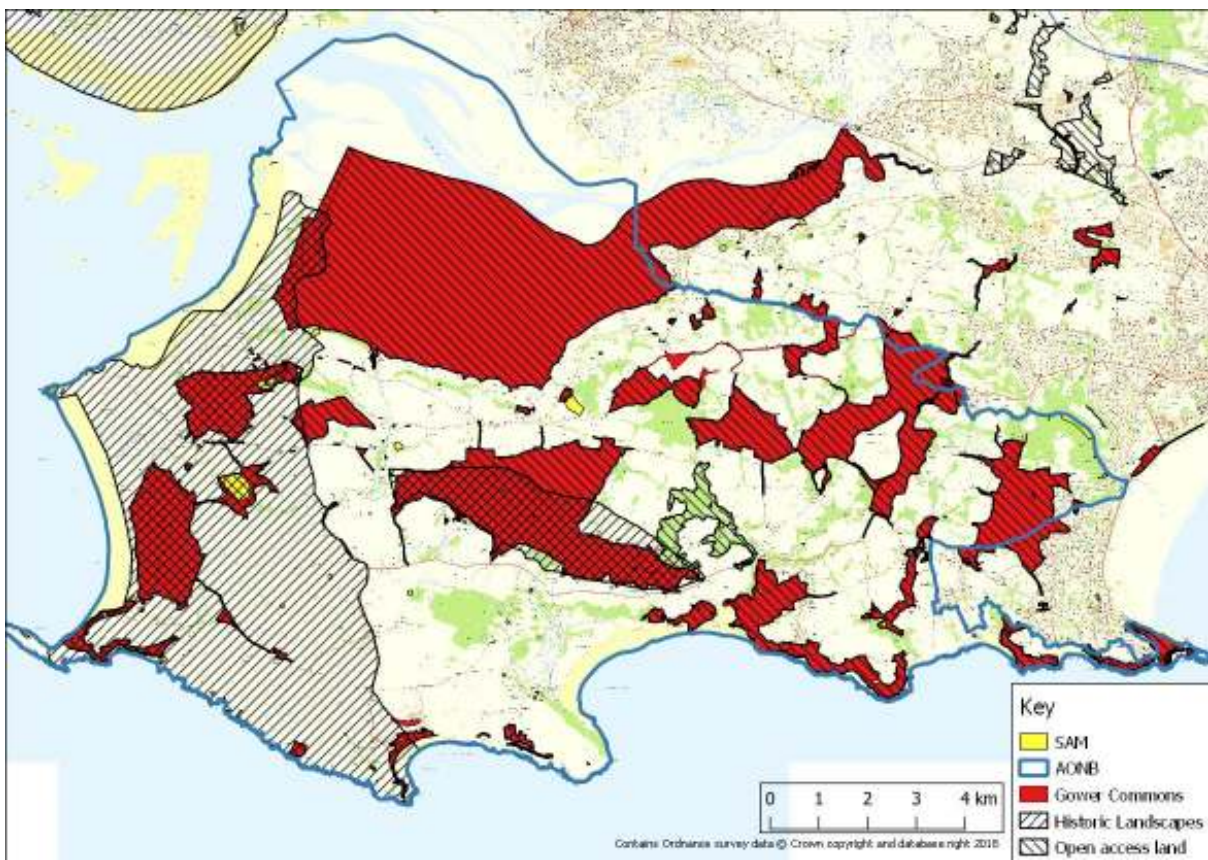 Key
SAM
AONB
Gower Commons
Historic Landscapes
Open access land
0 1 2 3 4 km
Contains Ordnance survey data © Crown copyright and database right 2018